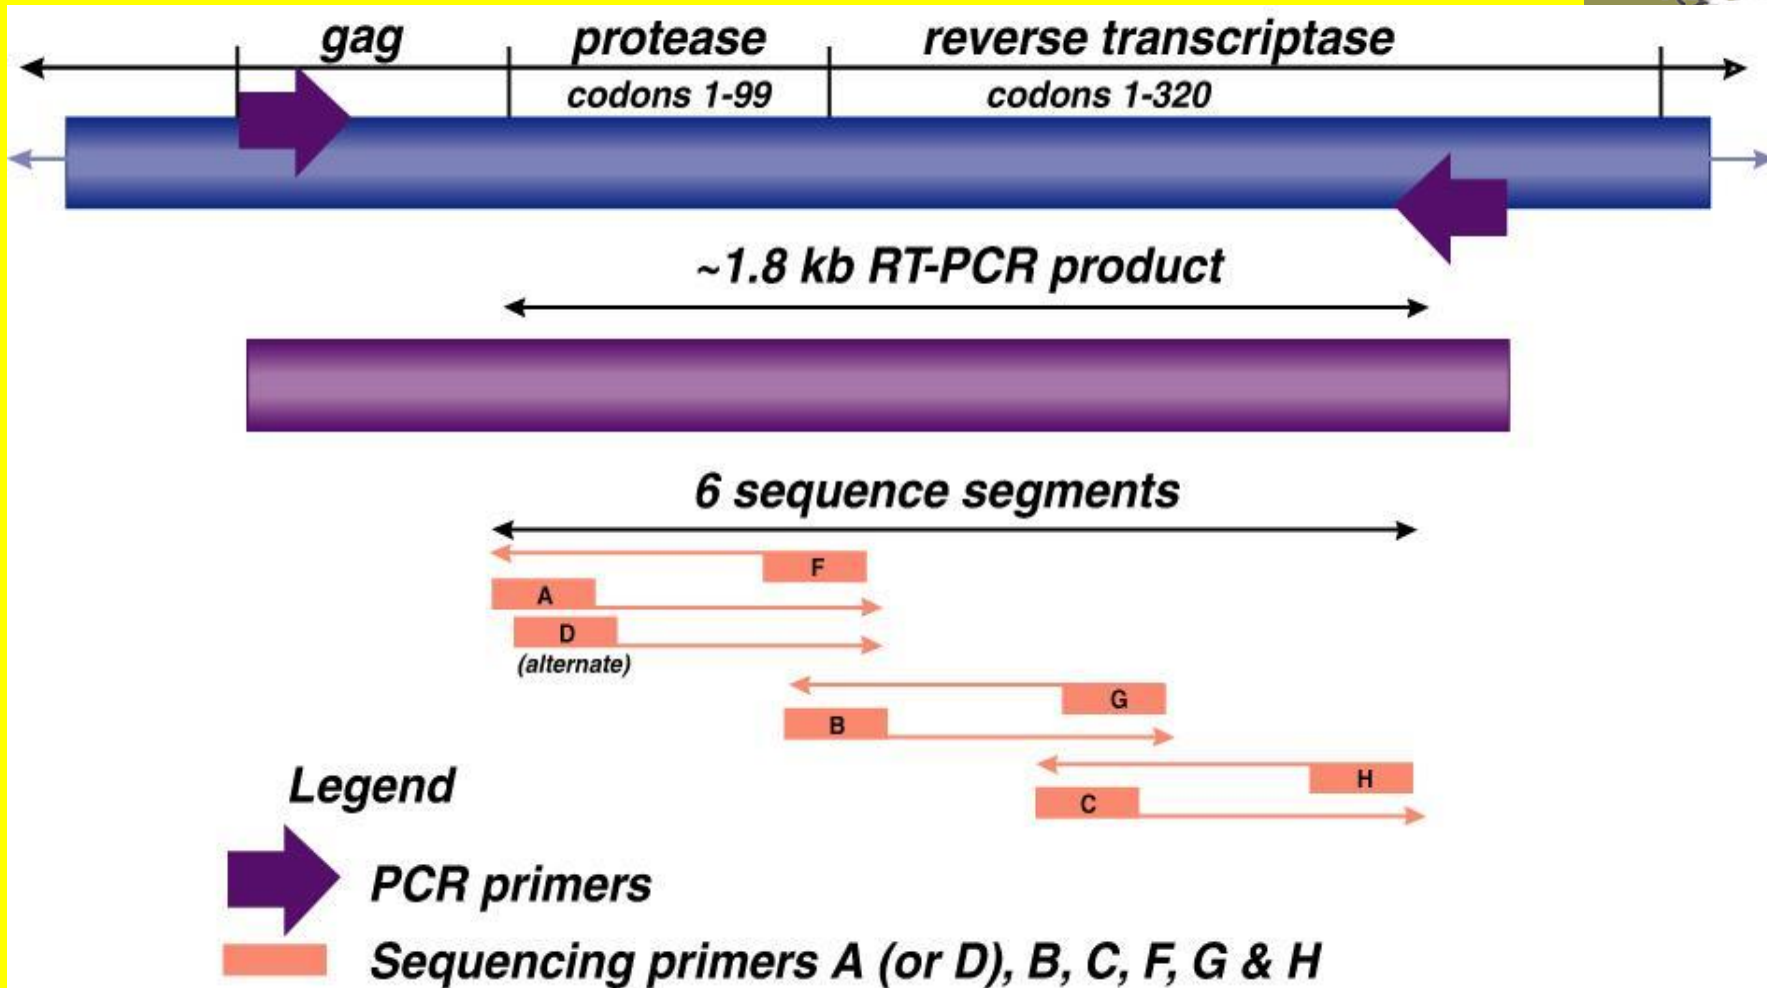 gag protease reverse transcriptase
codons 1-99 codons 1-320
~1.8 kb RT-PCR product
6 sequence segments
F
A
D
(alternate)
G
B
H
C
Legend
PCR primers
Sequencing primers A (or D), B, C, F, G & H